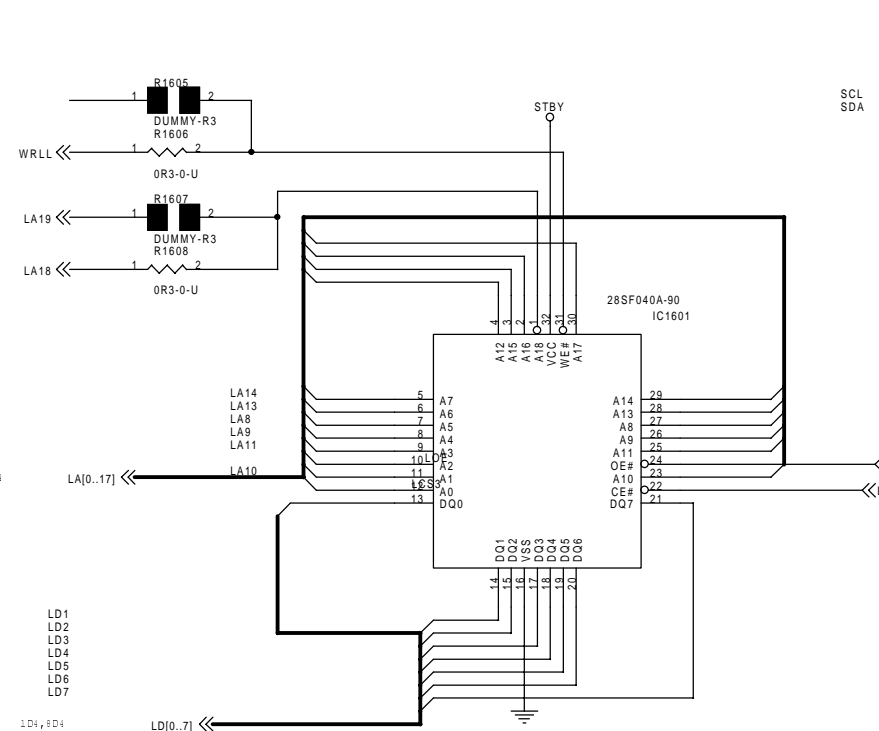 R1605
1 2
DUMMY-R3
R1606
WRLL 1 2
0R3-0-U
R1607
LA19 1 2
DUMMY-R3
R1608
LA18 1 2
0R3-0-U
STBY
SCL
SDA
28SF040A-90
IC1601
4 3 2 1 32 31 30
A12 A15 A16 A18 VCC WE# A17
LA14 5 A7 A14 29
LA13 6 A6 A13 28
LA8 7 A5 A8 27
LA9 8 A4 A9 26
LA11 9 A3 A11 25
10 LOE A2 OE# 24
LA[0..17] LA10 11 A1 A10 23
12 LCS3 A0 CE# 22
13 DQ0 DQ7 21
DQ1 DQ2 VSS DQ3 DQ4 DQ5 DQ6
14 15 16 17 18 19 20
LD1
LD2
LD3
LD4
LD5
LD6
LD7
1D4,8D4
LD[0..7]